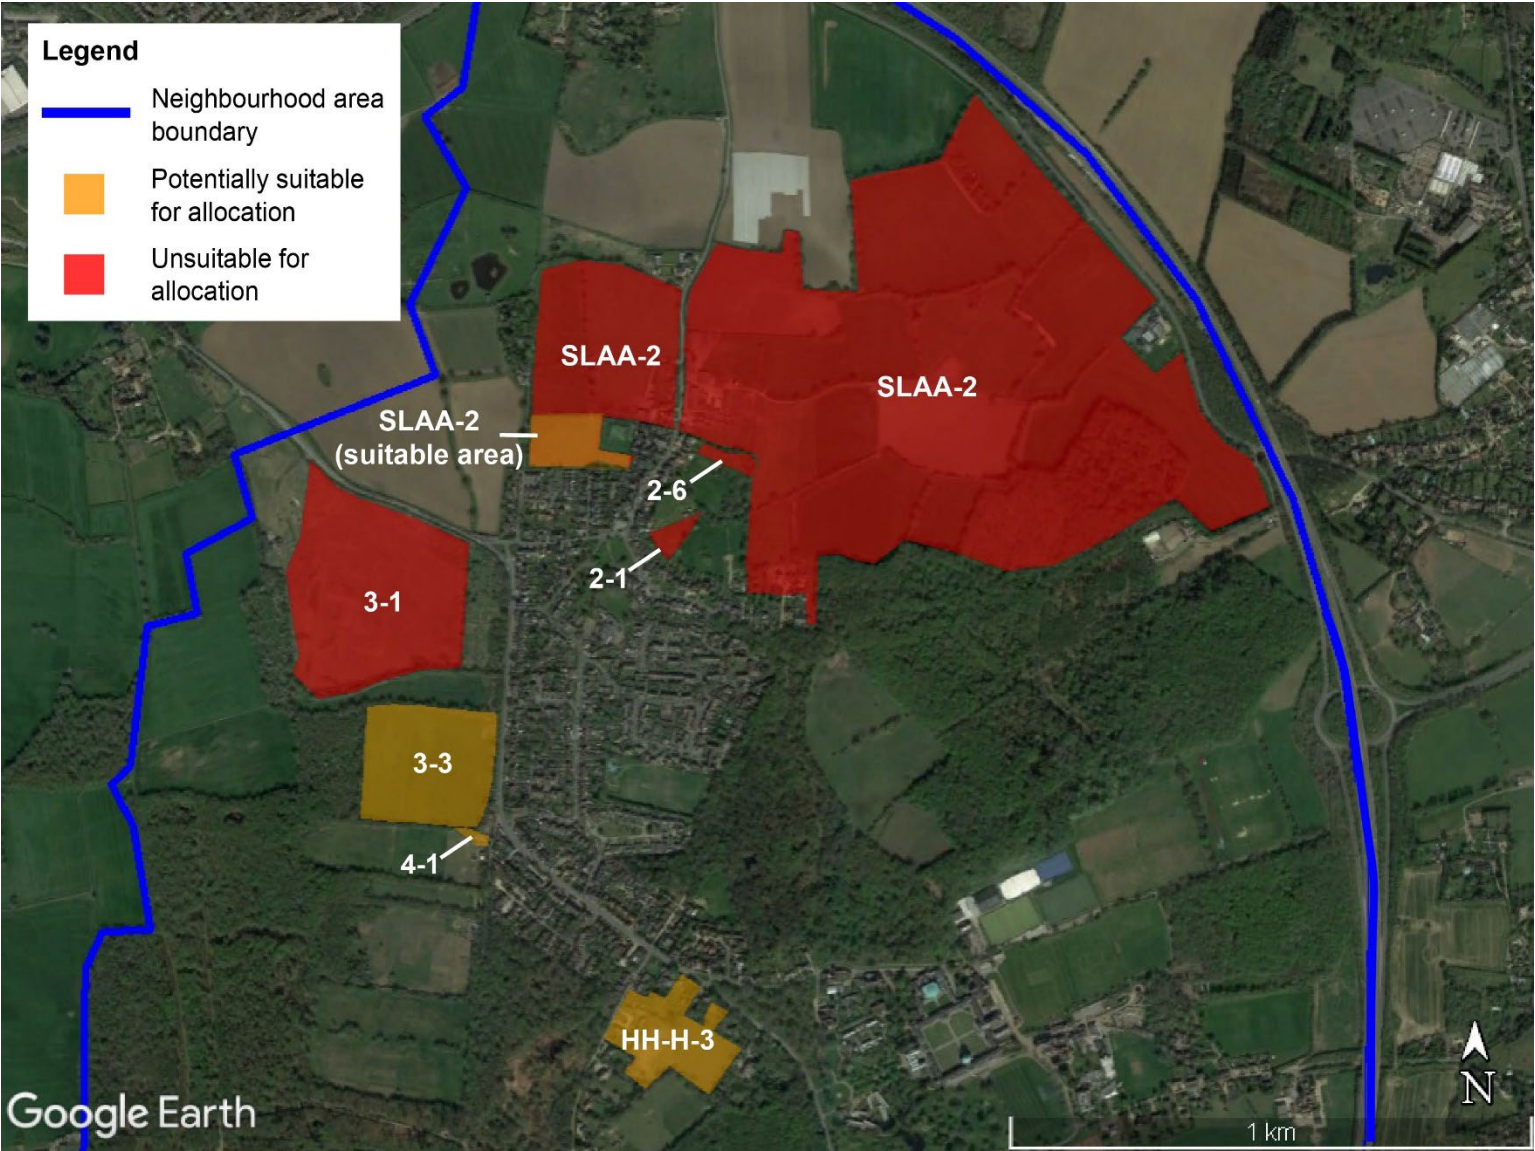 Legend
Neighbourhood area
boundary
Potentially suitable
for allocation
Unsuitable for
allocation
SLAA-2
SLAA-2
SLAA-2
(suitable area)
2-6
2-1
3-1
3-3
4-1
HH-H-3
Google Earth
N
1 km